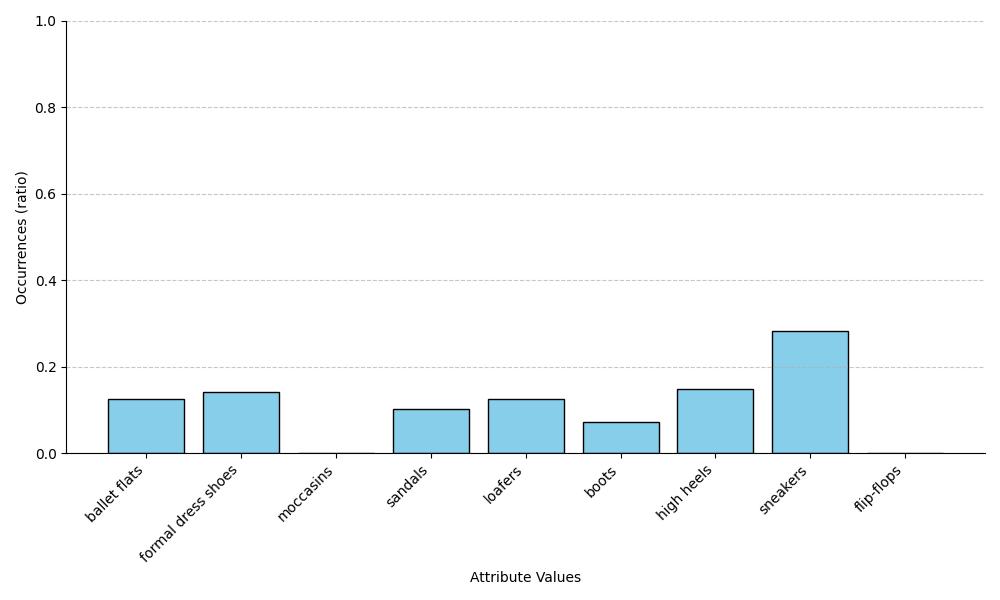 1.0
0.8
0.6
0.4
0.2
0.0
Occurrences (ratio)
ballet flats
formal dress shoes
moccasins
sandals
loafers
boots
high heels
sneakers
flip-flops
Attribute Values